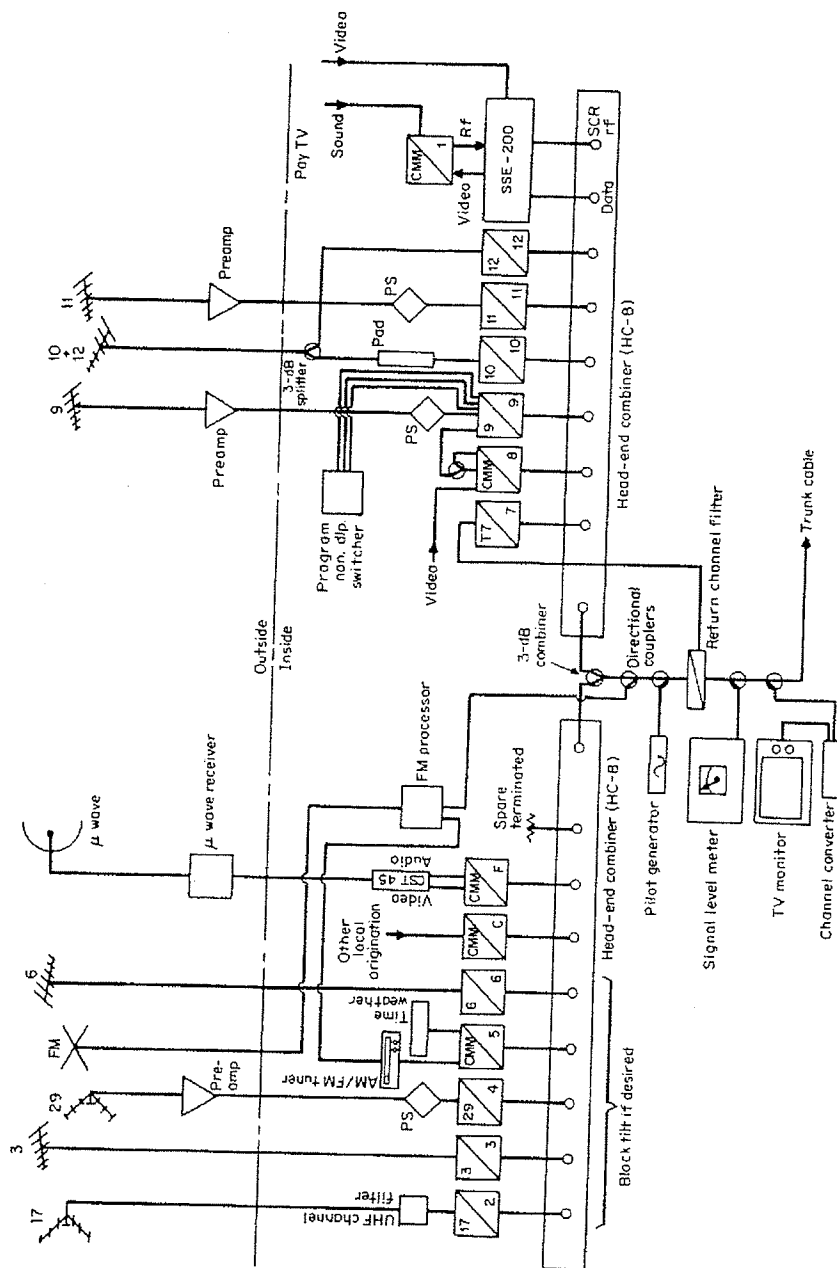 17
3
29
FM
6
μ wave
9
10
+
12
11
Preamp
Preamp
Pre-
amp
μ wave receiver
Outside
Inside
Pay TV
Sound
Video
3-dB
splitter
PS
Pad
PS
Program
non. dip.
switcher
Video
CMM
1
Video
Rf
SSE-200
FM processor
UHF channel
filter
PS
AM/FM tuner
Time
weather
Other
local
origination
Video
CST 45
Audio
Spare
terminated
17
2
13
3
29
4
CMM
5
6
6
CMM
C
CMM
F
T7
7
CMM
8
9
9
10
10
11
11
12
12
Data
SCR
rf
Head-end combiner (HC-8)
Head-end combiner (HC-8)
Block tilt if desired
3-dB
combiner
Directional
couplers
Return channel filter
Trunk cable
Pilot generator
Signal level meter
TV monitor
Channel converter